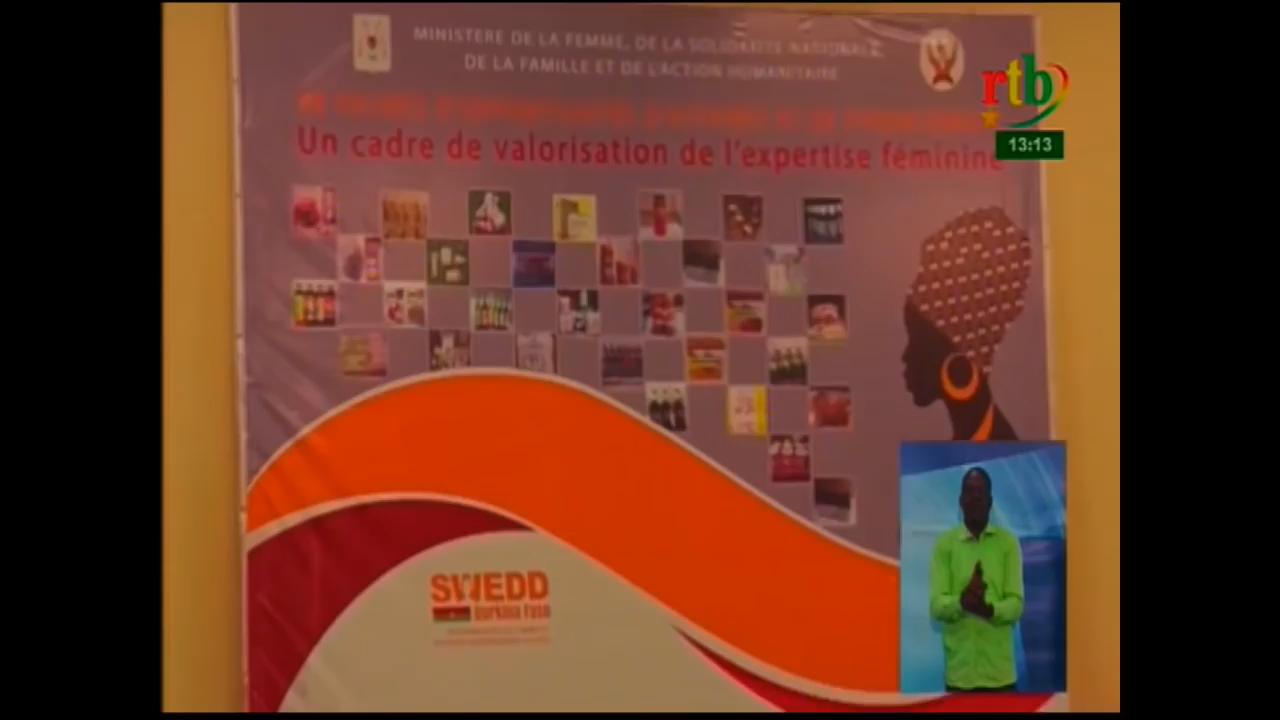 MINISTERE DE LA FEMME, DE LA SOLIDARITE NATIONALE,
DE LA FAMILLE ET DE L'ACTION HUMANITAIRE
rtb
13:13
Un cadre de valorisation de l'expertise féminine
SWEDD
Burkina Faso